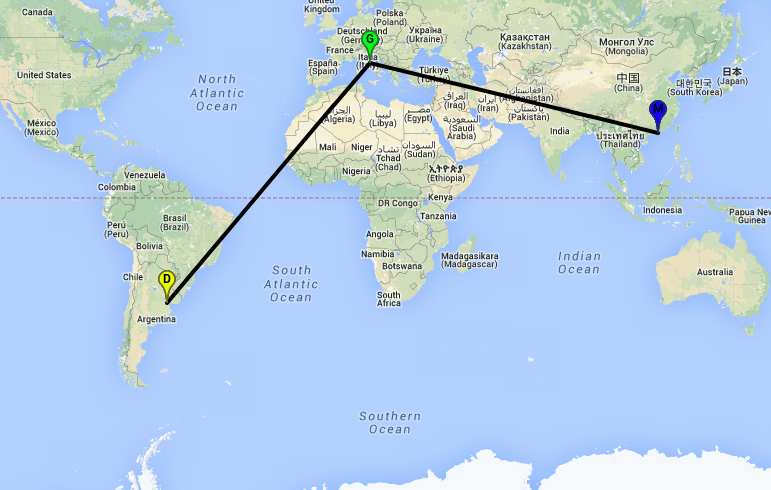 Canada
United
Kingdom
Polska
(Poland)
Deutschland
(Germ
Україна
(Ukraine)
G
France
Italia
España
(Spain)
Türkiye
Қазақстан
(Kazakhstan)
Монгол Улс
(Mongolia)
United States
North
Atlantic
Ocean
中国
(China)
대한민국
(South Korea)
日本
(Japan)
México
(Mexico)
(Algeria)
ليبيا
(Libya)
مصر
(Egypt)
العراق
(Iraq)
ایران
(Iran)
افغانستان
پاکستان
(Pakistan)
السعودية
(Saudi
Arabia)
M
India
ประเทศไทย
(Thailand)
Mali
Niger
تشاد
Tchad
(Chad)
السودان
(Sudan)
Nigeria
ኢትዮጵያ
(Ethiopia)
Venezuela
Colombia
DR Congo
Kenya
Tanzania
Indonesia
Papua New
Guinea
Perú
(Peru)
Brasil
(Brazil)
Bolivia
Angola
Namibia
Botswana
Madagasikara
(Madagascar)
Indian
Ocean
Australia
Chile
D
South
Atlantic
Ocean
South
Africa
Argentina
Southern
Ocean